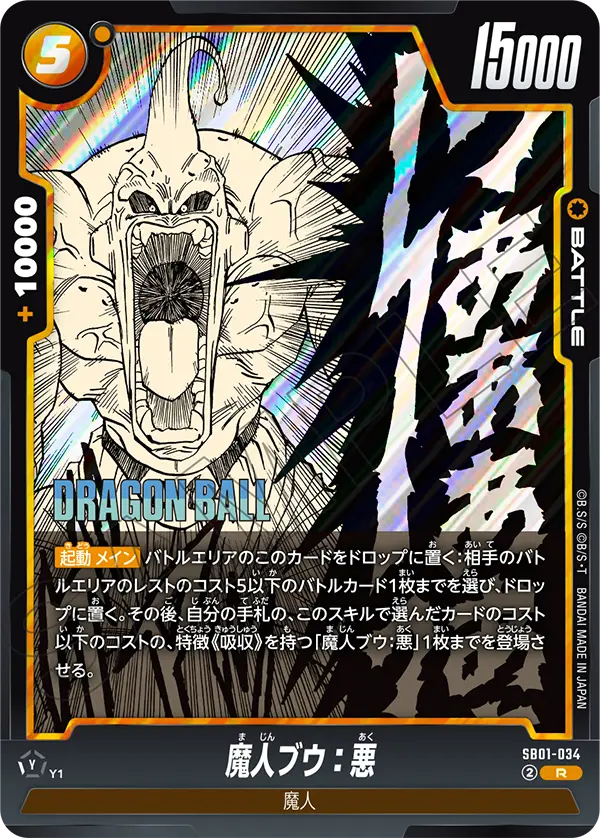 5
15000
+10000
BATTLE
ぁぁぁ
DRAGON BALL
起動メイン バトルエリアのこのカードをドロップに置く:相手のバト
ルエリアのレストのコスト5以下のバトルカード1枚までを選び、ドロッ
プに置く。その後、自分の手札の、このスキルで選んだカードのコスト
以下のコストの、特徴《吸収》を持つ「魔人ブウ:悪」1枚までを登場さ
せる。
©B.S/S ©B/S・T BANDAI MADE IN JAPAN
魔人ブウ:悪
SB01-034
Y
Y1
2 R
魔人